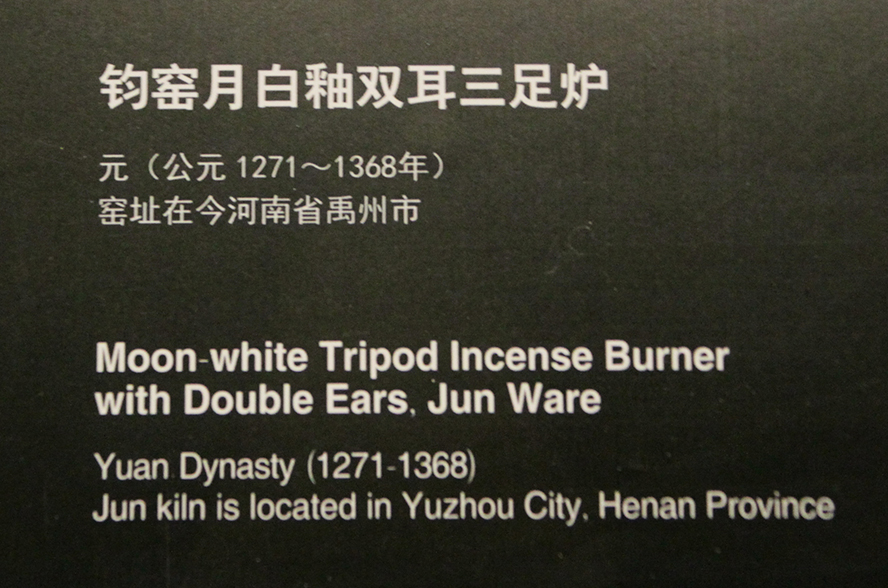 钧窑月白釉双耳三足炉
元（公元 1271～1368年）
窑址在今河南省禹州市
Moon-white Tripod Incense Burner
with Double Ears, Jun Ware
Yuan Dynasty (1271-1368)
Jun kiln is located in Yuzhou City, Henan Province